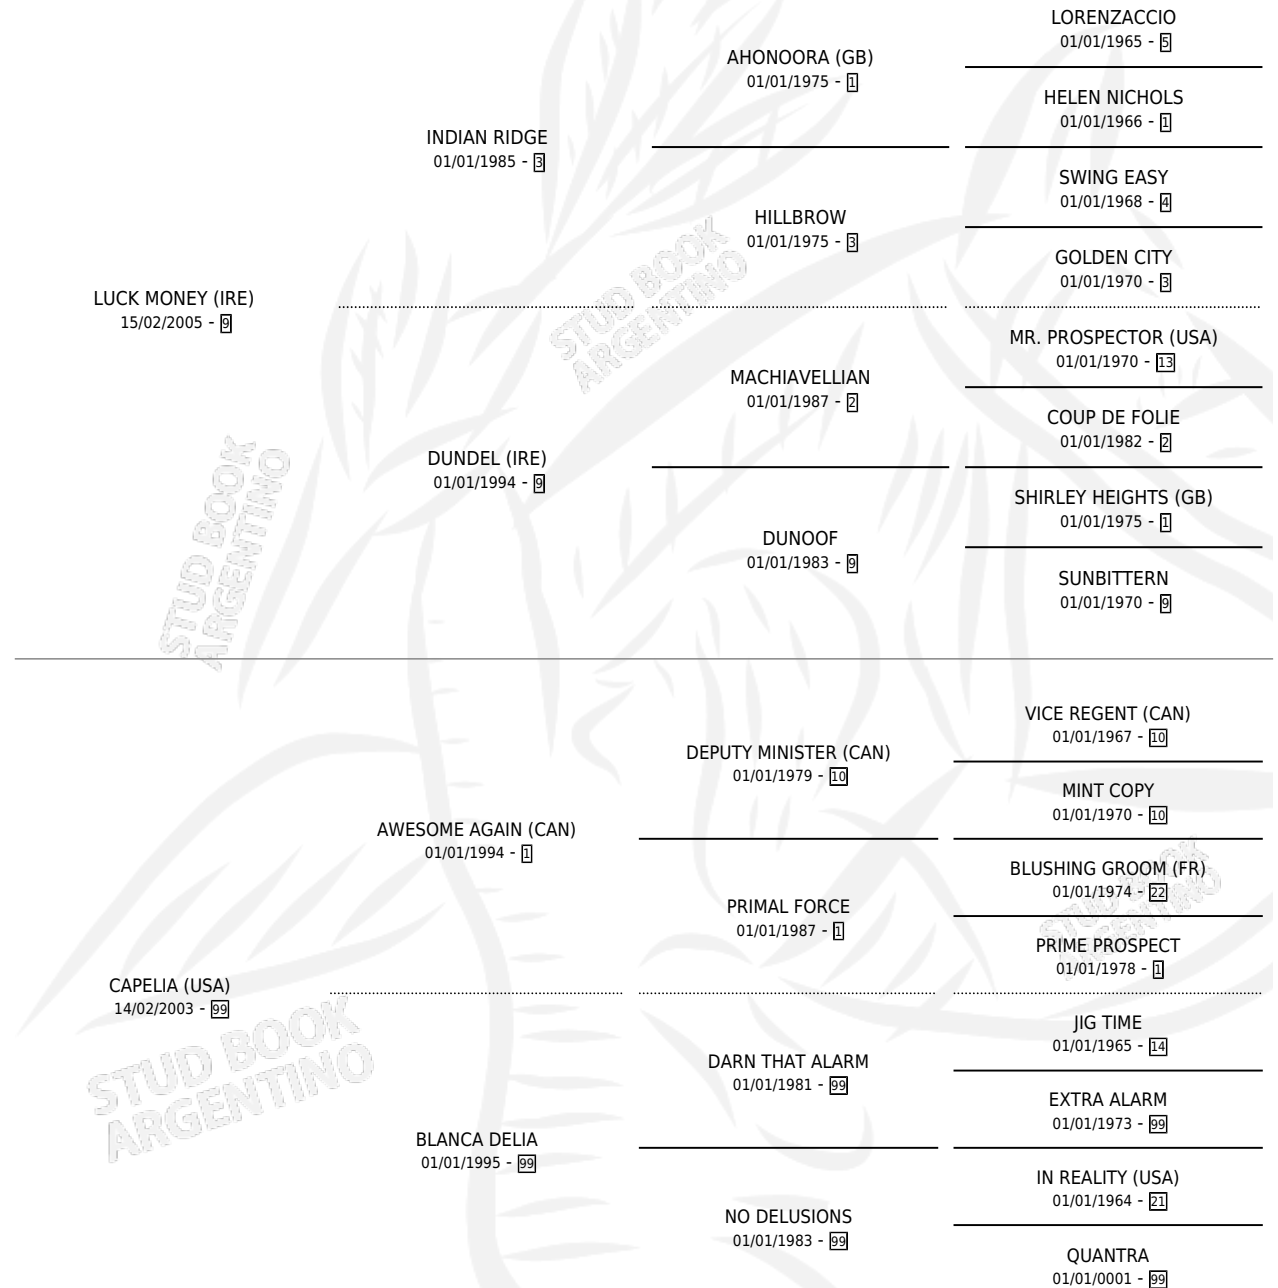 LORENZACCIO
01/01/1965 - 5
AHONOORA (GB)
01/01/1975 - 1
HELEN NICHOLS
01/01/1966 - 1
INDIAN RIDGE
01/01/1985 - 3
SWING EASY
01/01/1968 - 4
HILLBROW
01/01/1975 - 3
GOLDEN CITY
01/01/1970 - 3
LUCK MONEY (IRE)
15/02/2005 - 9
MR. PROSPECTOR (USA)
01/01/1970 - 13
MACHIAVELLIAN
01/01/1987 - 2
COUP DE FOLIE
01/01/1982 - 2
DUNDEL (IRE)
01/01/1994 - 9
SHIRLEY HEIGHTS (GB)
01/01/1975 - 1
DUNOOF
01/01/1983 - 9
SUNBITTERN
01/01/1970 - 9
VICE REGENT (CAN)
01/01/1967 - 10
DEPUTY MINISTER (CAN)
01/01/1979 - 10
MINT COPY
01/01/1970 - 10
AWESOME AGAIN (CAN)
01/01/1994 - 1
BLUSHING GROOM (FR)
01/01/1974 - 22
PRIMAL FORCE
01/01/1987 - 1
PRIME PROSPECT
01/01/1978 - 1
CAPELIA (USA)
14/02/2003 - 99
JIG TIME
01/01/1965 - 14
DARN THAT ALARM
01/01/1981 - 99
EXTRA ALARM
01/01/1973 - 99
BLANCA DELIA
01/01/1995 - 99
IN REALITY (USA)
01/01/1964 - 21
NO DELUSIONS
01/01/1983 - 99
QUANTRA
01/01/0001 - 99
STUD BOOK
ARGENTINO
STUD BOOK
ARGENTINO
STUD BOOK
ARGENTINO
STUD BOOK
ARGENTINO